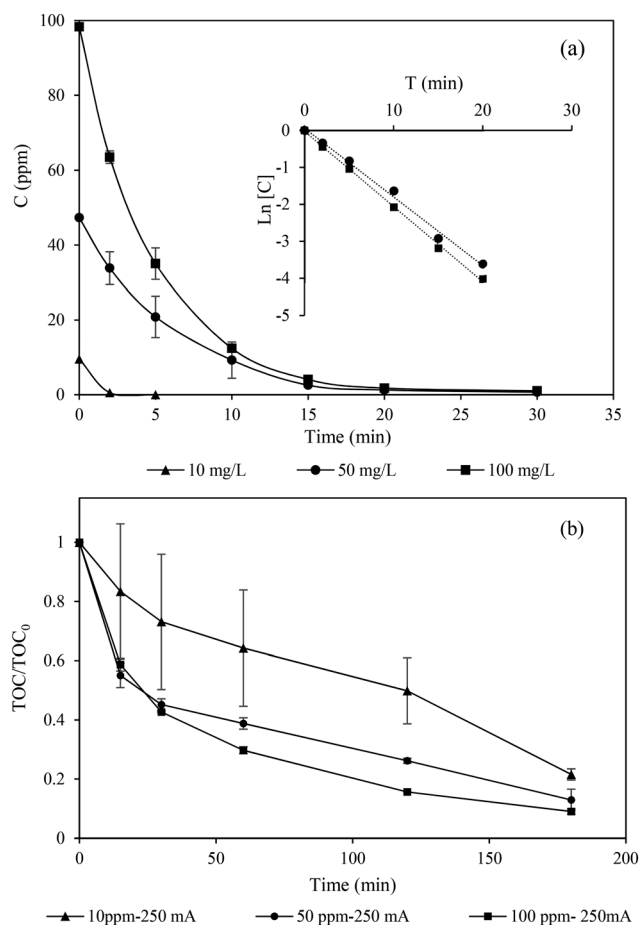 (a)
C (ppm)
100
80
60
40
20
0
0 5 10 15 20 25 30 35
Time (min)
T (min)
0 10 20 30
Ln [C]
0
-1
-2
-3
-4
-5
10 mg/L 50 mg/L 100 mg/L
(b)
TOC/TOC0
1
0.8
0.6
0.4
0.2
0
0 50 100 150 200
Time (min)
10ppm-250 mA 50 ppm-250 mA 100 ppm- 250mA